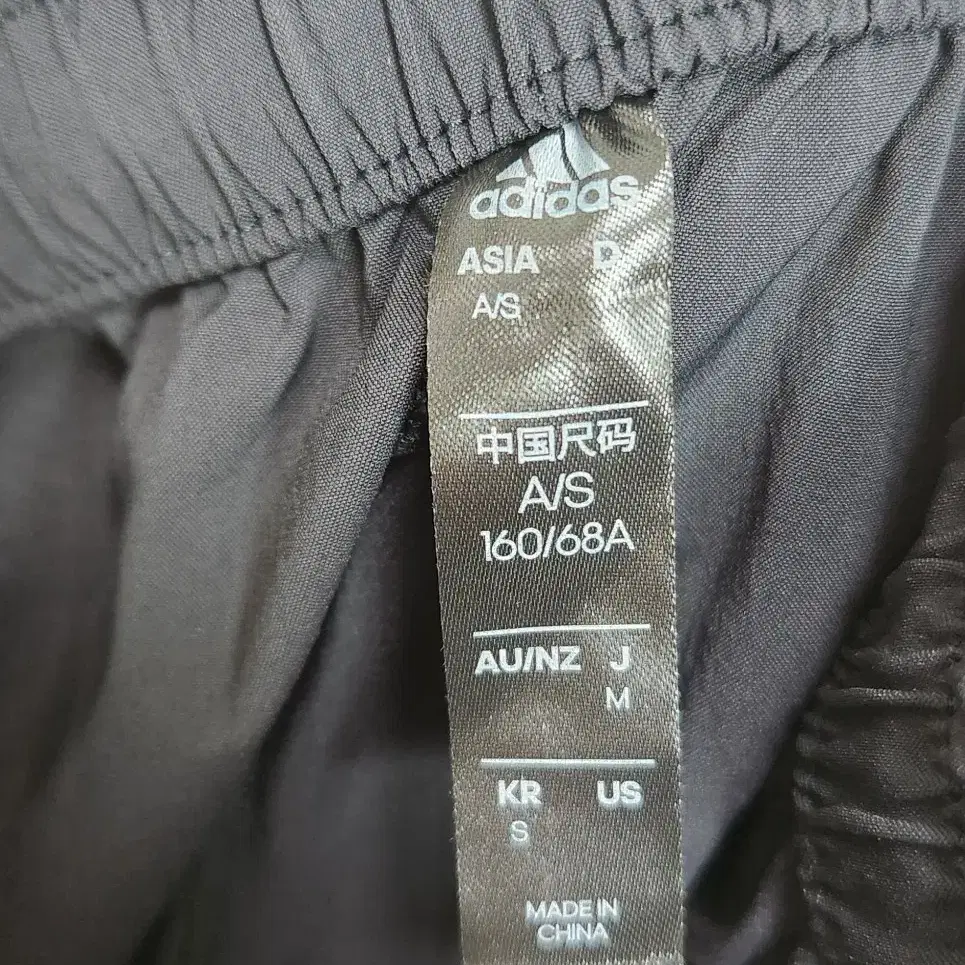 adidas
ASIA D
A/S
中国尺码
A/S
160/68A
AU/NZ J
M
KR US
S
MADE IN
CHINA